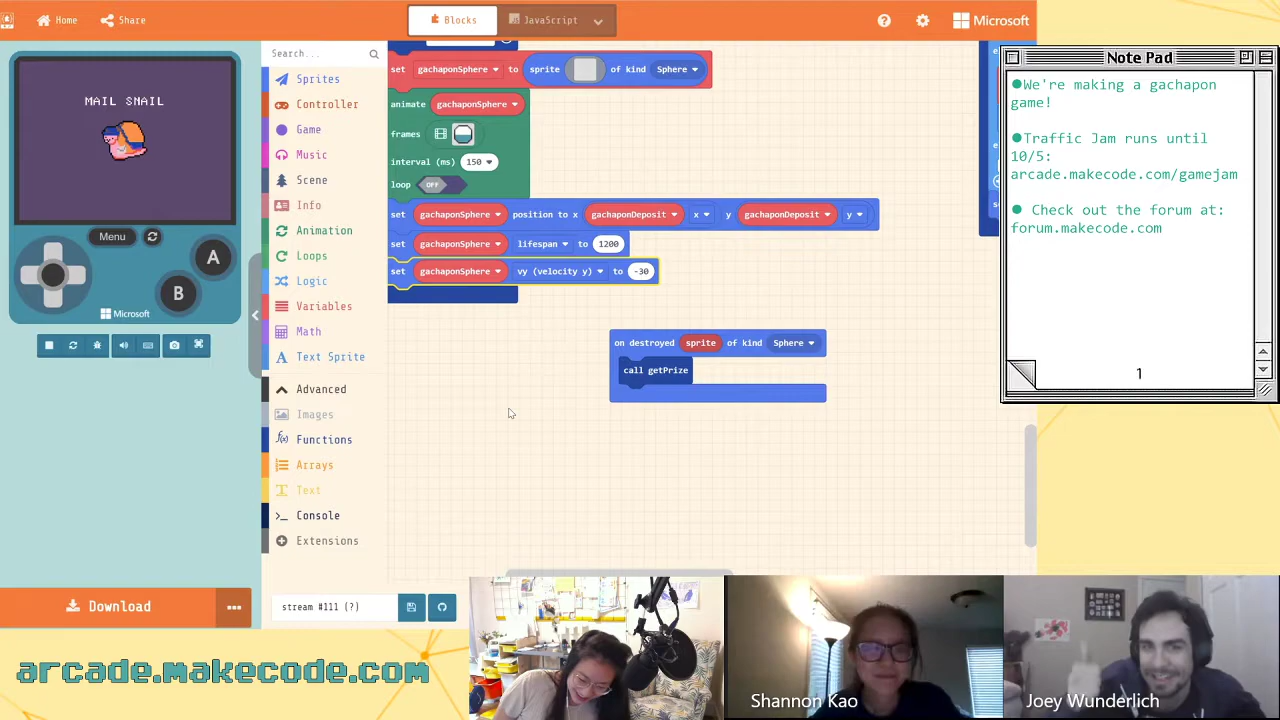 Home
Share
Blocks
JavaScript
Microsoft
MAIL SNAIL
Menu
A
B
Microsoft
Search...
Sprites
Controller
Game
Music
Scene
Info
Animation
Loops
Logic
Variables
Math
Text Sprite
Advanced
Images
Functions
Arrays
Text
Console
Extensions
set gachaponSphere to sprite of kind Sphere
animate gachaponSphere
frames
interval (ms) 150
loop OFF
set gachaponSphere position to x gachaponDeposit x y gachaponDeposit y
set gachaponSphere lifespan to 1200
set gachaponSphere vy (velocity y) to -30
on destroyed sprite of kind Sphere
call getPrize
Note Pad
●We're making a gachapon
game!
●Traffic Jam runs until
10/5:
arcade.makecode.com/gamejam
● Check out the forum at:
forum.makecode.com
1
Download
stream #111 (?)
arcade.makecode.com
Shannon Kao
Joey Wunderlich